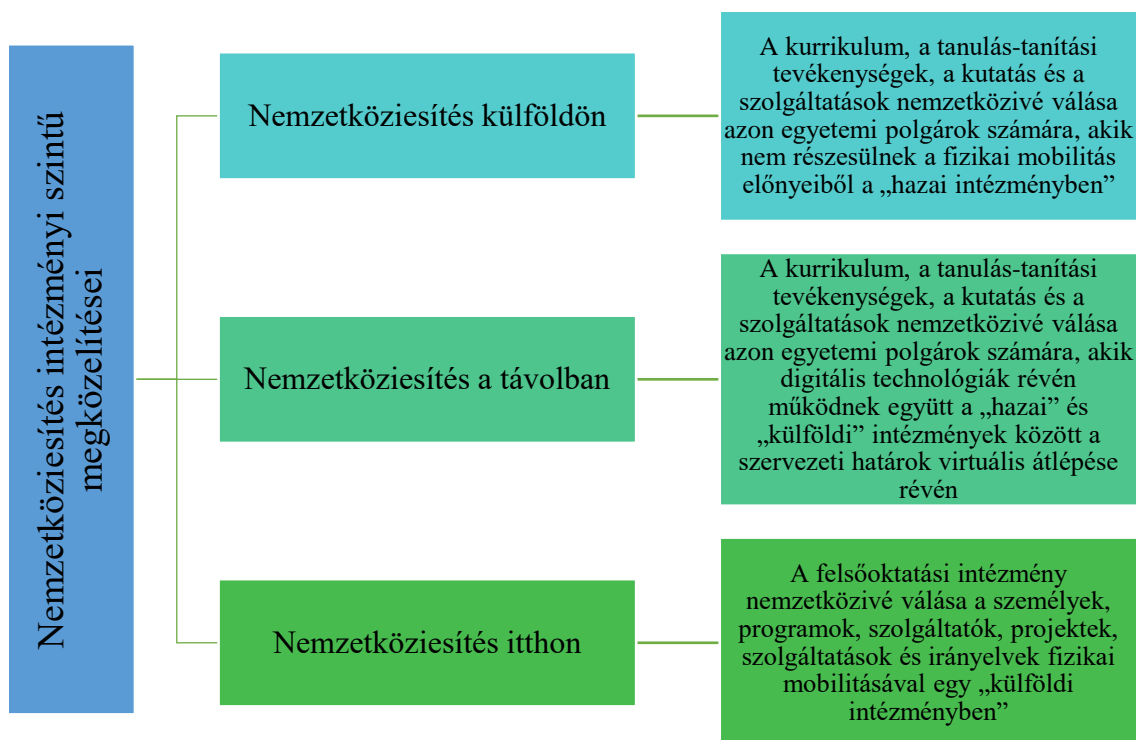 Nemzetköziesítés intézményi szintű
megközelítései
Nemzetköziesítés külföldön
A kurrikulum, a tanulás-tanítási
tevékenységek, a kutatás és a
szolgáltatások nemzetközivé válása
azon egyetemi polgárok számára, akik
nem részesülnek a fizikai mobilitás
előnyeiből a „hazai intézményben”
Nemzetköziesítés a távolban
A kurrikulum, a tanulás-tanítási
tevékenységek, a kutatás és a
szolgáltatások nemzetközivé válása
azon egyetemi polgárok számára, akik
digitális technológiák révén
működnek együtt a „hazai” és
„külföldi” intézmények között a
szervezeti határok virtuális átlépése
révén
Nemzetköziesítés itthon
A felsőoktatási intézmény
nemzetközivé válása a személyek,
programok, szolgáltatók, projektek,
szolgáltatások és irányelvek fizikai
mobilitásával egy „külföldi
intézményben”